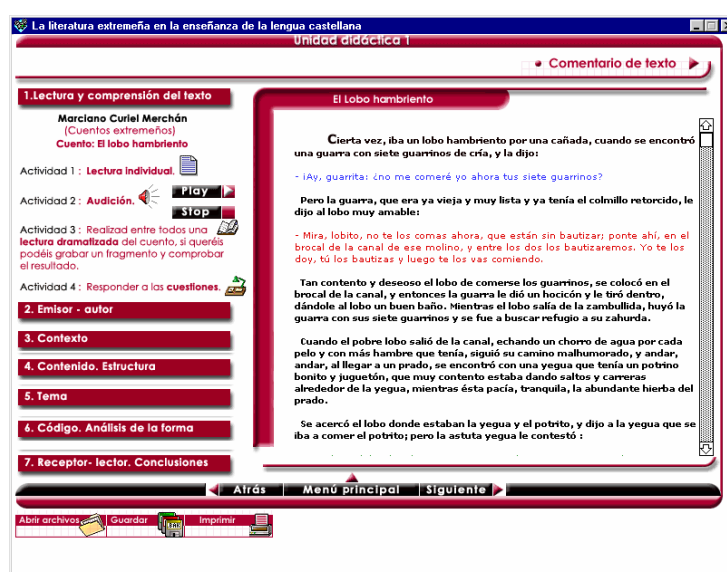 La literatura extremeña en la enseñanza de la lengua castellana
Unidad didáctica 1
Comentario de texto
1.Lectura y comprensión del texto
Marciano Curiel Merchán
(Cuentos extremeños)
Cuento: El lobo hambriento
Actividad 1 : Lectura individual.
Actividad 2 : Audición.
Play
Stop
Actividad 3 : Realizad entre todos una
lectura dramatizada del cuento, si queréis
podéis grabar un fragmento y comprobar
el resultado.
Actividad 4 : Responder a las cuestiones.
2. Emisor - autor
3. Contexto
4. Contenido. Estructura
5. Tema
6. Código. Análisis de la forma
7. Receptor- lector. Conclusiones
El Lobo hambriento
Cierta vez, iba un lobo hambriento por una cañada, cuando se encontró
una guarra con siete guarrinos de cría, y la dijo:
- ¡Ay, guarrita: ¿no me comeré yo ahora tus siete guarrinos?
Pero la guarra, que era ya vieja y muy lista y ya tenía el colmillo retorcido, le
dijo al lobo muy amable:
- Mira, lobito, no te los comas ahora, que están sin bautizar; ponte ahí, en el
brocal de la canal de ese molino, y entre los dos los bautizaremos. Yo te los
doy, tú los bautizas y luego te los vas comiendo.
Tan contento y deseoso el lobo de comerse los guarrinos, se colocó en el
brocal de la canal, y entonces la guarra le dió un hocicón y le tiró dentro,
dándole al lobo un buen baño. Mientras el lobo salía de la zambullida, huyó la
guarra con sus siete guarrinos y se fue a buscar refugio a su zahurda.
Cuando el pobre lobo salió de la canal, echando un chorro de agua por cada
pelo y con más hambre que tenía, siguió su camino malhumorado, y andar,
andar, al llegar a un prado, se encontró con una yegua que tenía un potrino
bonito y juguetón, que muy contento estaba dando saltos y carreras
alrededor de la yegua, mientras ésta pacía, tranquila, la abundante hierba del
prado.
Se acercó el lobo donde estaban la yegua y el potrito, y dijo a la yegua que se
iba a comer el potrito; pero la astuta yegua le contestó :
Atrás
Menú principal
Siguiente
Abrir archivos
Guardar
Imprimir